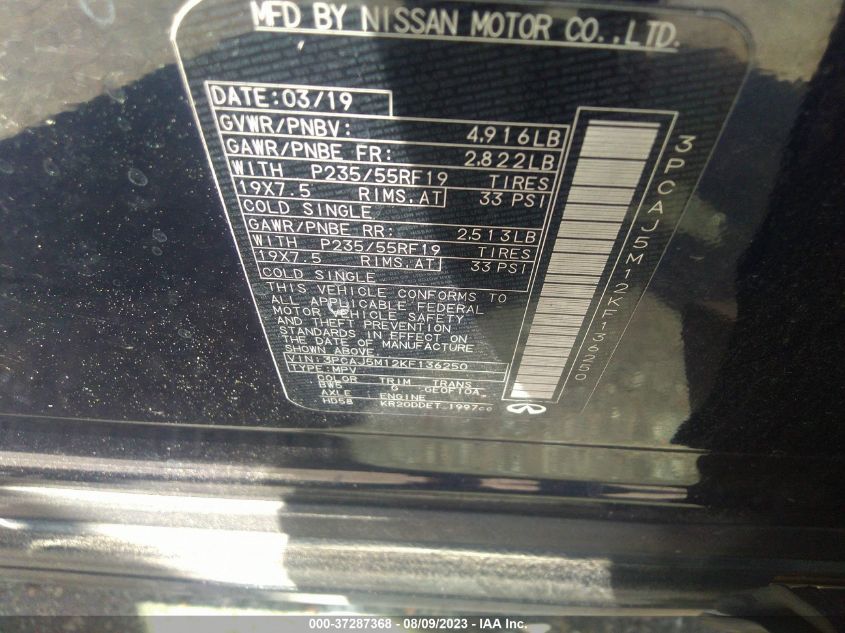 MFD BY NISSAN MOTOR CO.,LTD.
DATE:03/19
GVWR/PNBV: 4.916LB
GAWR/PNBE FR: 2.822LB
WITH P235/55RF19 TIRES
19X7.5 RIMS.AT 33 PSI
COLD SINGLE
GAWR/PNBE RR: 2.513LB
WITH P235/55RF19 TIRES
19X7.5 RIMS.AT 33 PSI
COLD SINGLE
THIS VEHICLE CONFORMS TO
ALL APPLICABLE FEDERAL
MOTOR VEHICLE SAFETY
AND THEFT PREVENTION
STANDARDS IN EFFECT ON
THE DATE OF MANUFACTURE
SHOWN ABOVE.
VIN:3PCAJ5M12KF136250
TYPE:MPV
COLOR TRIM TRANS
BW5 G GEOF10A
AXLE ENGINE
HD58 KR20DDET 1997cc
3PCAJ5M12KF136250
000-37287368 - 08/09/2023 - IAA Inc.